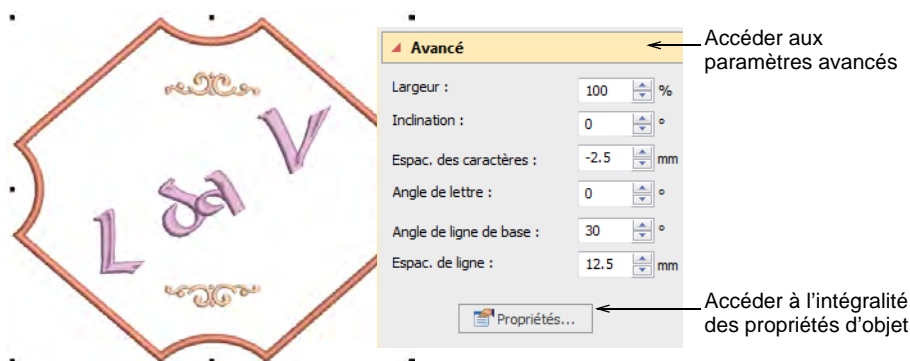 Avancé
Accéder aux
paramètres avancés
Largeur : 100 %
Inclination : 0 °
Espac. des caractères : -2.5 mm
Angle de lettre : 0 °
Angle de ligne de base : 30 °
Espac. de ligne : 12.5 mm
Propriétés...
Accéder à l'intégralité
des propriétés d'objet
L & V